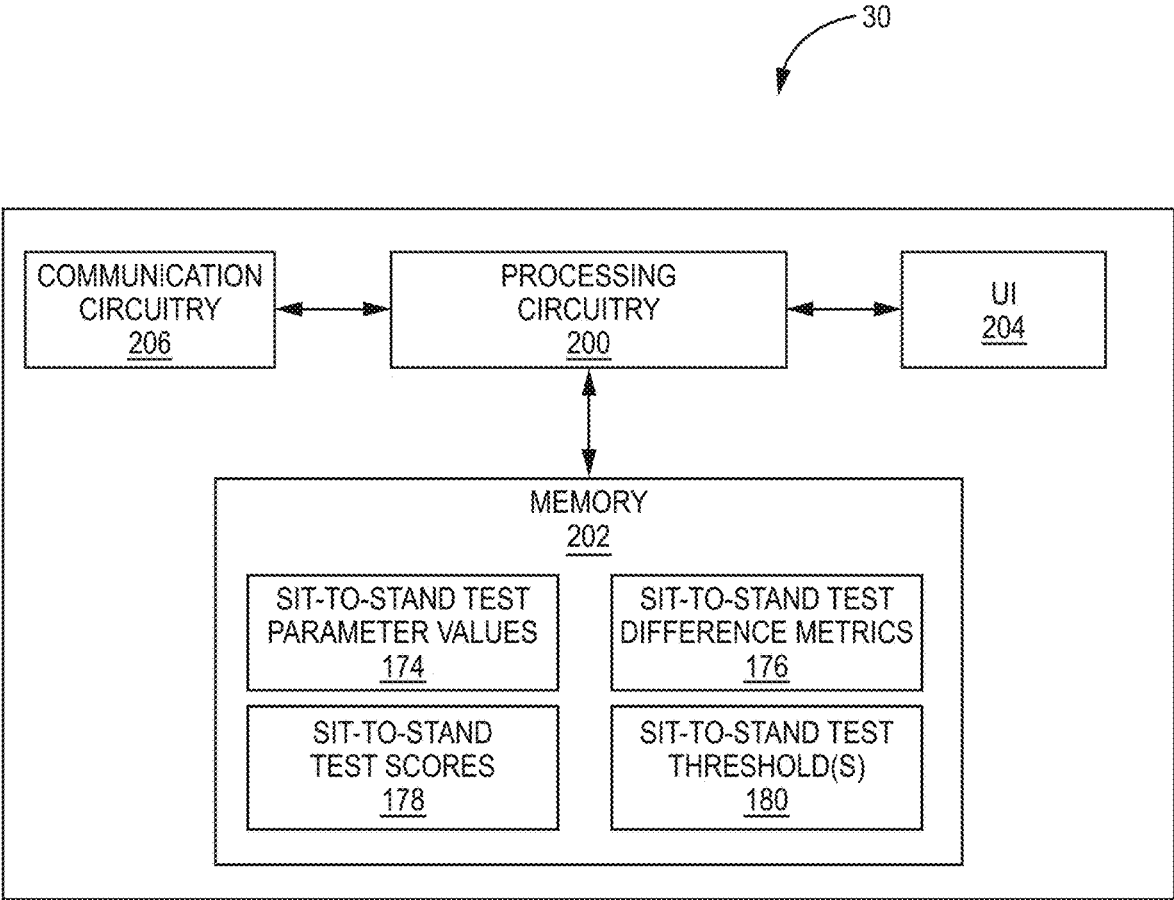 30
COMMUNICATION
CIRCUITRY
206
PROCESSING
CIRCUITRY
200
UI
204
MEMORY
202
SIT-TO-STAND TEST
PARAMETER VALUES
174
SIT-TO-STAND TEST
DIFFERENCE METRICS
176
SIT-TO-STAND
TEST SCORES
178
SIT-TO-STAND TEST
THRESHOLD(S)
180